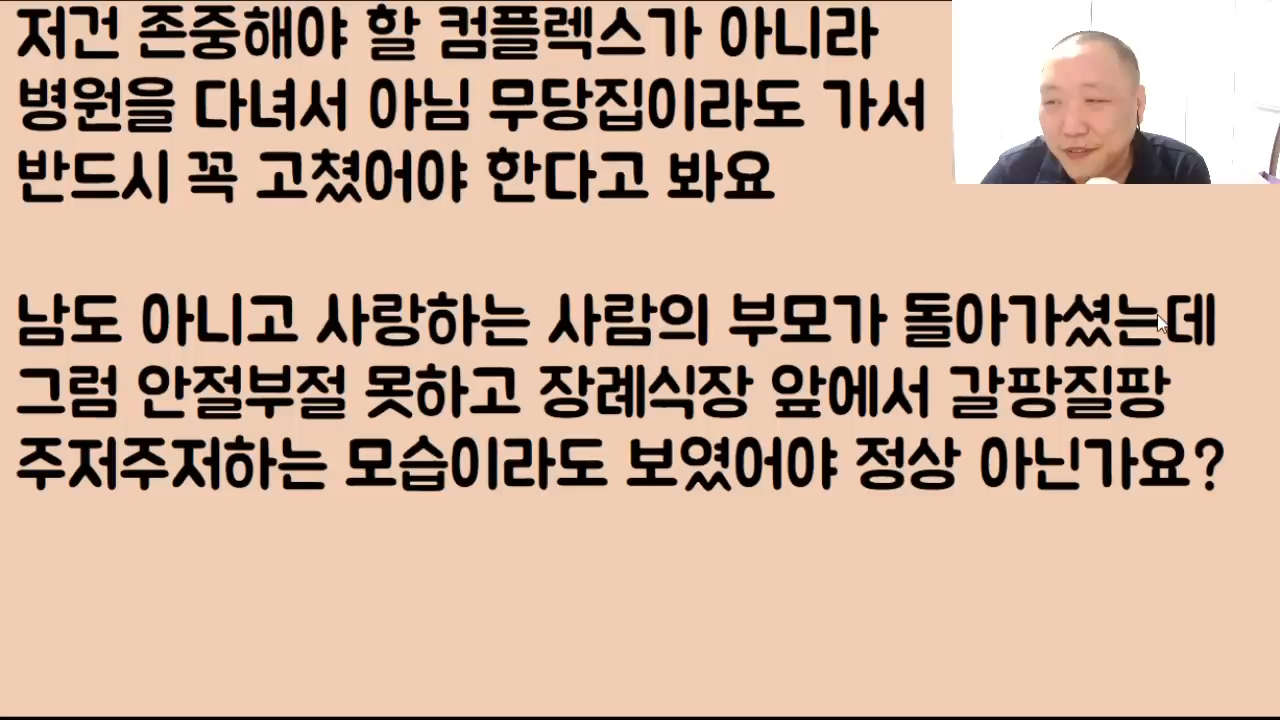 저건 존중해야 할 컴플렉스가 아니라
병원을 다녀서 아님 무당집이라도 가서
반드시 꼭 고쳤어야 한다고 봐요
남도 아니고 사랑하는 사람의 부모가 돌아가셨는데
그럼 안절부절 못하고 장례식장 앞에서 갈팡질팡
주저주저하는 모습이라도 보였어야 정상 아닌가요?